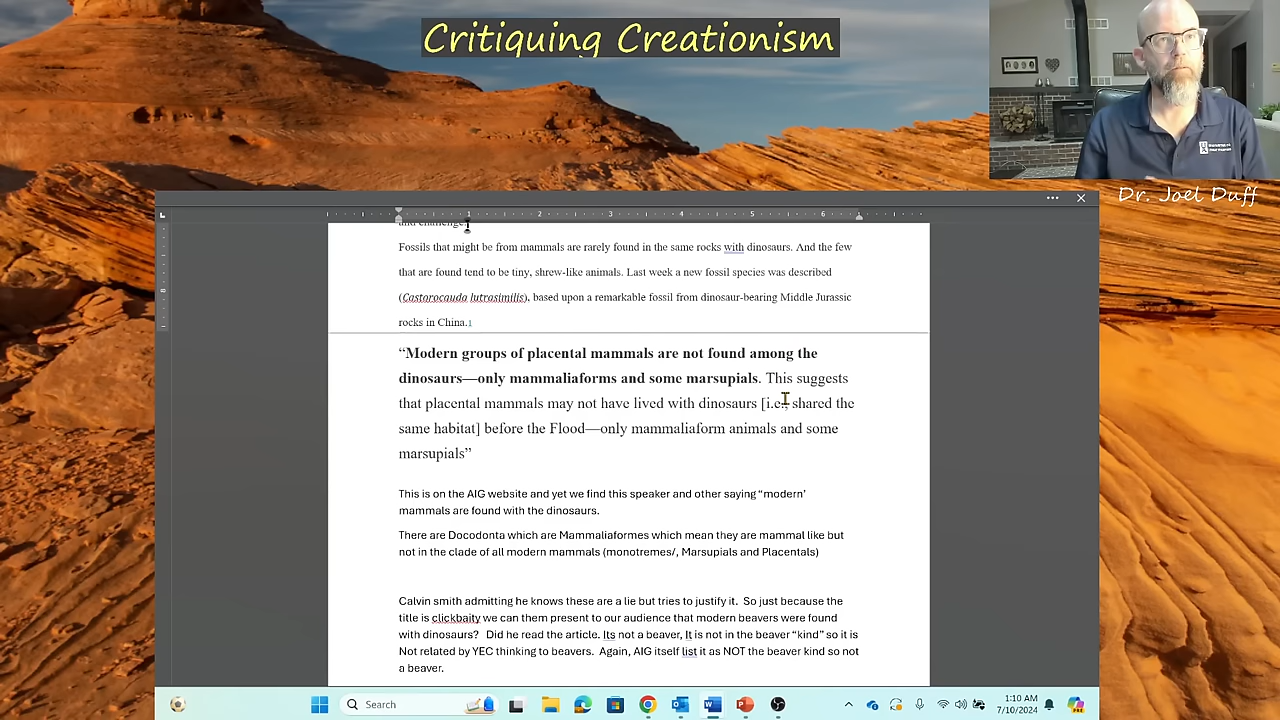 Critiquing Creationism
Dr. Joel Duff
1 2 3 4 5 6
and challenge.
Fossils that might be from mammals are rarely found in the same rocks with dinosaurs. And the few
that are found tend to be tiny, shrew-like animals. Last week a new fossil species was described
(Castorocauda lutrasimilis), based upon a remarkable fossil from dinosaur-bearing Middle Jurassic
rocks in China.1
“Modern groups of placental mammals are not found among the
dinosaurs—only mammaliaforms and some marsupials. This suggests
that placental mammals may not have lived with dinosaurs [i.e., shared the
same habitat] before the Flood—only mammaliaform animals and some
marsupials”
This is on the AIG website and yet we find this speaker and other saying “modern’
mammals are found with the dinosaurs.
There are Docodonta which are Mammaliaformes which mean they are mammal like but
not in the clade of all modern mammals (monotremes/, Marsupials and Placentals)
Calvin smith admitting he knows these are a lie but tries to justify it. So just because the
title is clickbaity we can them present to our audience that modern beavers were found
with dinosaurs? Did he read the article. Its not a beaver, It is not in the beaver “kind” so it is
Not related by YEC thinking to beavers. Again, AIG itself list it as NOT the beaver kind so not
a beaver.
Search
1:10 AM
7/10/2024